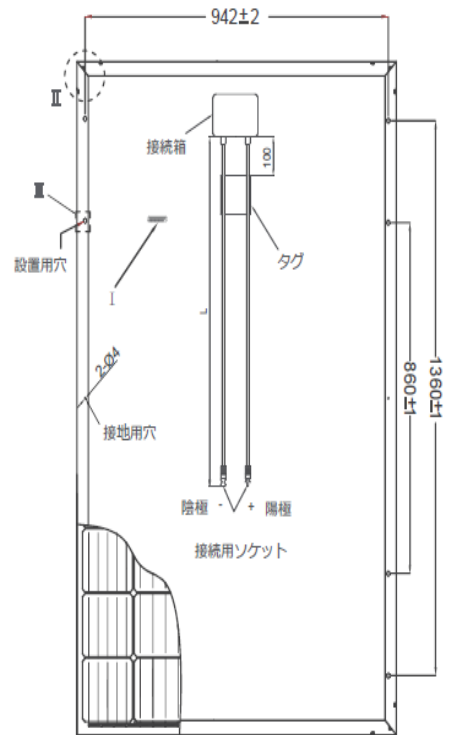 942±2
Ⅱ
接続箱
100
Ⅲ
タグ
設置用穴
Ⅰ
L
860±1
1360±1
2-Ø4
接地用穴
陰極 - + 陽極
接続用ソケット